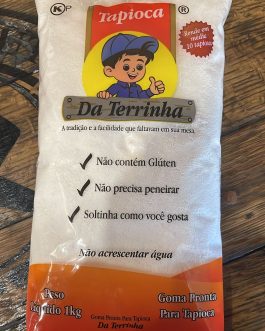 K P
Tapioca ®
Rende em
média
10 tapiocas
Da Terrinha
A tradição e a facilidade que faltavam em sua mesa.
Não contém Glúten
Não precisa peneirar
Soltinha como você gosta
Não acrescentar água
Peso
Líquido 1kg
Goma Pronta
Para Tapioca
Goma Pronta Para Tapioca
Da Terrinha